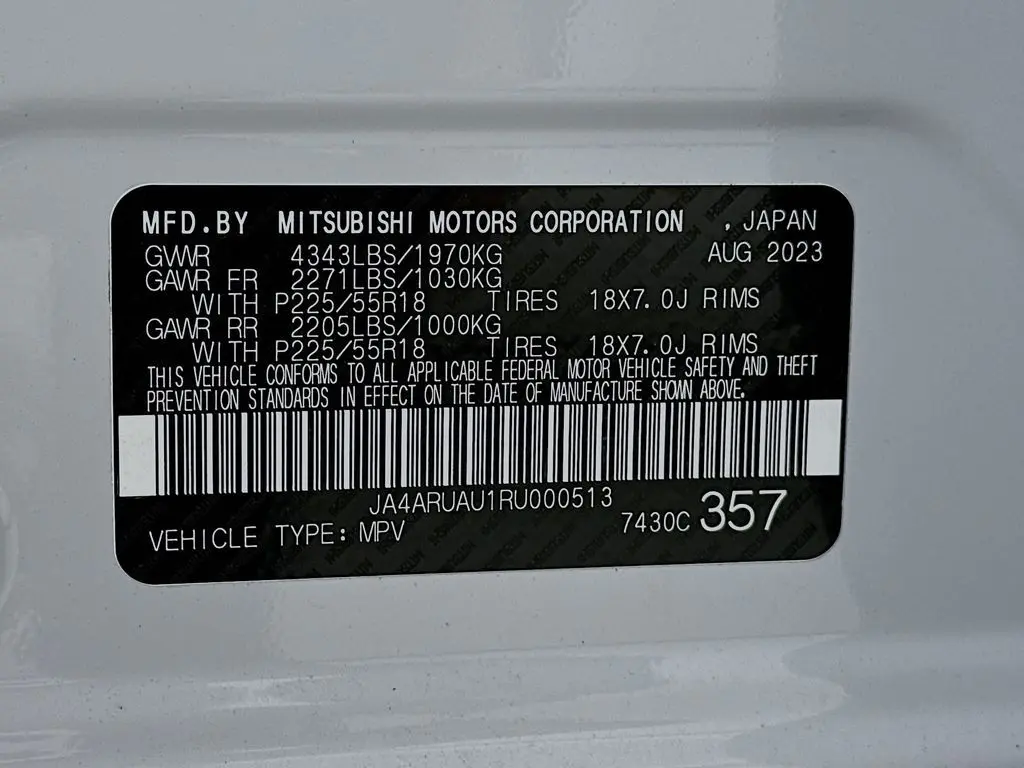 MFD.BY MITSUBISHI MOTORS CORPORATION , JAPAN
GVWR 4343LBS/1970KG AUG 2023
GAWR FR 2271LBS/1030KG
WITH P225/55R18 TIRES 18X7.0J RIMS
GAWR RR 2205LBS/1000KG
WITH P225/55R18 TIRES 18X7.0J RIMS
THIS VEHICLE CONFORMS TO ALL APPLICABLE FEDERAL MOTOR VEHICLE SAFETY AND THEFT
PREVENTION STANDARDS IN EFFECT ON THE DATE OF MANUFACTURE SHOWN ABOVE.
JA4ARUAU1RU000513
VEHICLE TYPE: MPV 7430C 357